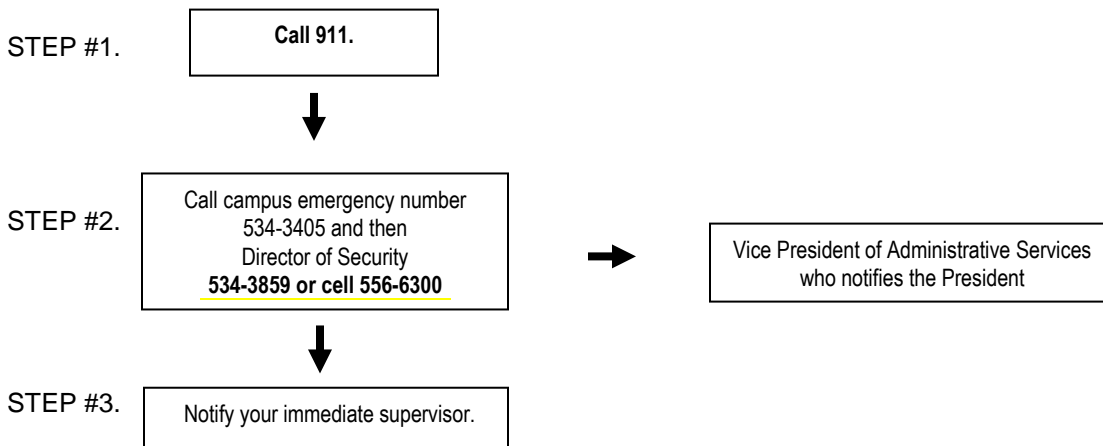 STEP #1.
Call 911.
STEP #2.
Call campus emergency number
534-3405 and then
Director of Security
534-3859 or cell 556-6300
Vice President of Administrative Services
who notifies the President
STEP #3.
Notify your immediate supervisor.